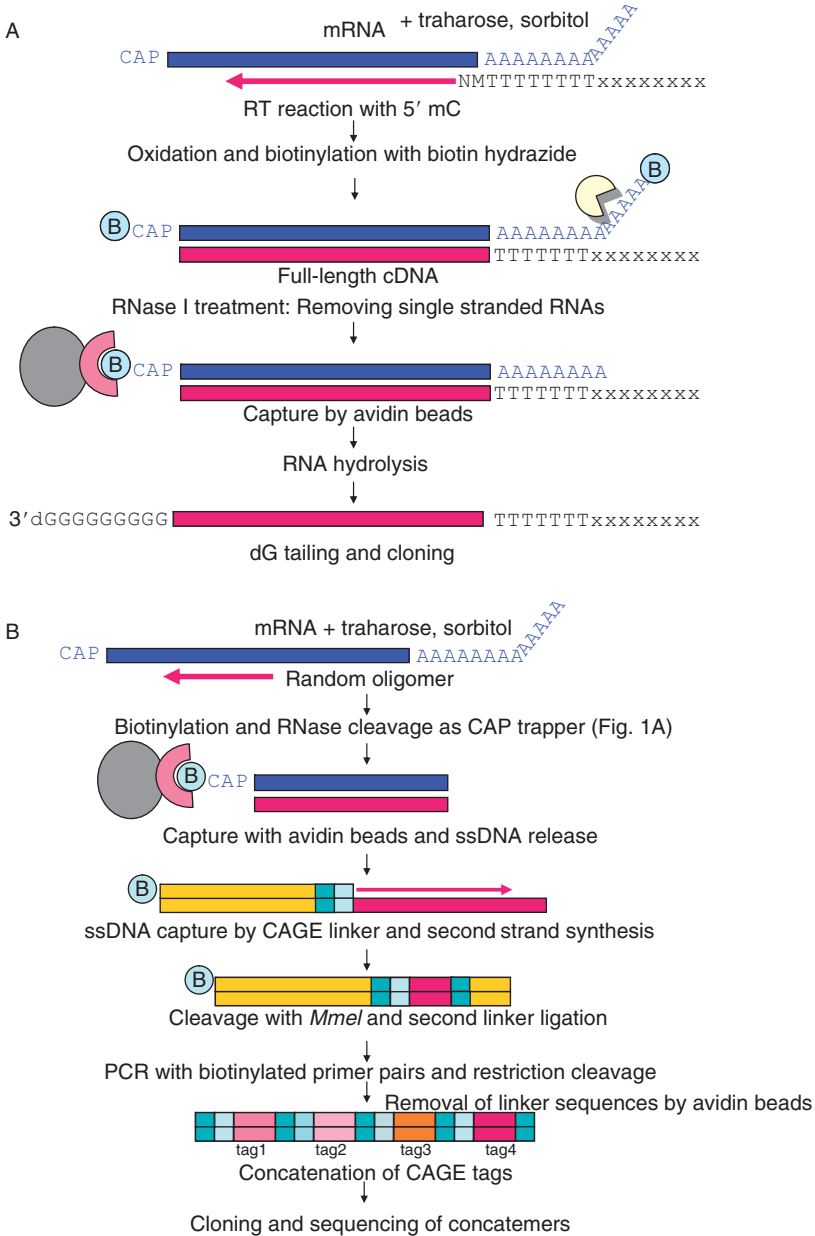 A
mRNA + traharose, sorbitol
CAP AAAAAAAAAAAAA
NMTTTTTTTTxxxxxxxx
RT reaction with 5′ mC
Oxidation and biotinylation with biotin hydrazide
B
B CAP AAAAAAAAAAAAA
TTTTTTTxxxxxxxx
Full-length cDNA
RNase I treatment: Removing single stranded RNAs
B CAP AAAAAAAA
TTTTTTTxxxxxxxx
Capture by avidin beads
RNA hydrolysis
3′dGGGGGGGGGG TTTTTTTxxxxxxxx
dG tailing and cloning
B
mRNA + traharose, sorbitol
CAP AAAAAAAAAAAAA
Random oligomer
Biotinylation and RNase cleavage as CAP trapper (Fig. 1A)
B CAP
Capture with avidin beads and ssDNA release
B
ssDNA capture by CAGE linker and second strand synthesis
B
Cleavage with MmeI and second linker ligation
PCR with biotinylated primer pairs and restriction cleavage
Removal of linker sequences by avidin beads
tag1 tag2 tag3 tag4
Concatenation of CAGE tags
Cloning and sequencing of concatemers